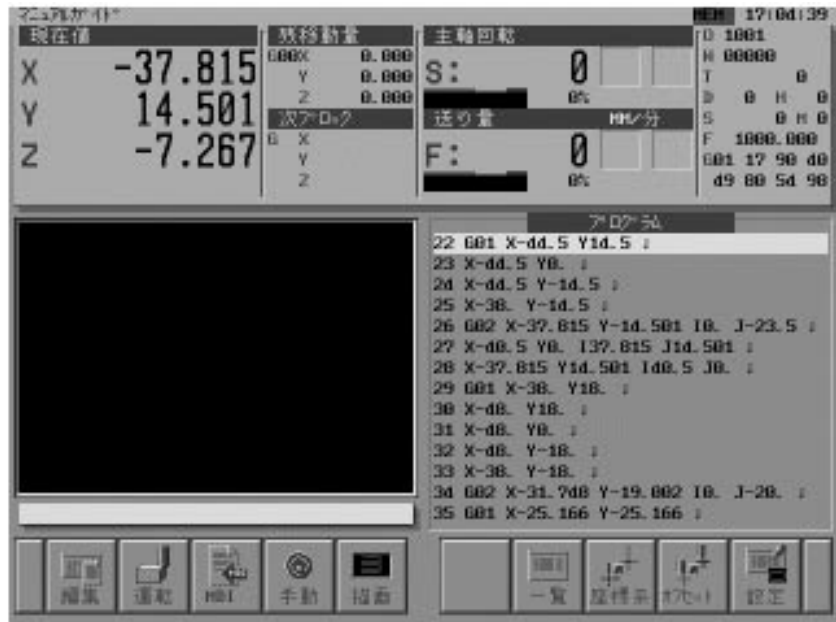 マニュアルガイド MEM 17:04:39
現在値 残移動量 主軸回転 O 1001
X -37.815 G00X 0.000 S: 0 N 00000
Y 14.501 Y 0.000 0% T 0
Z -7.267 Z 0.000 D 0 H 0
次ブロック 送り量 MM/分 S 0 M 0
G X F: 0 F 1000.000
Y G01 17 90 40
Z 0% 49 80 54 98
プログラム
22 G01 X-44.5 Y14.5 ;
23 X-44.5 Y0. ;
24 X-44.5 Y-14.5 ;
25 X-38. Y-14.5 ;
26 G02 X-37.815 Y-14.501 I0. J-23.5 ;
27 X-40.5 Y0. I37.815 J14.501 ;
28 X-37.815 Y14.501 I40.5 J0. ;
29 G01 X-38. Y18. ;
30 X-48. Y18. ;
31 X-48. Y0. ;
32 X-48. Y-18. ;
33 X-38. Y-18. ;
34 G02 X-31.748 Y-19.002 I0. J-20. ;
35 G01 X-25.166 Y-25.166 ;
編集 運転 MDI 手動 描画 一覧 座標系 オフセット 設定